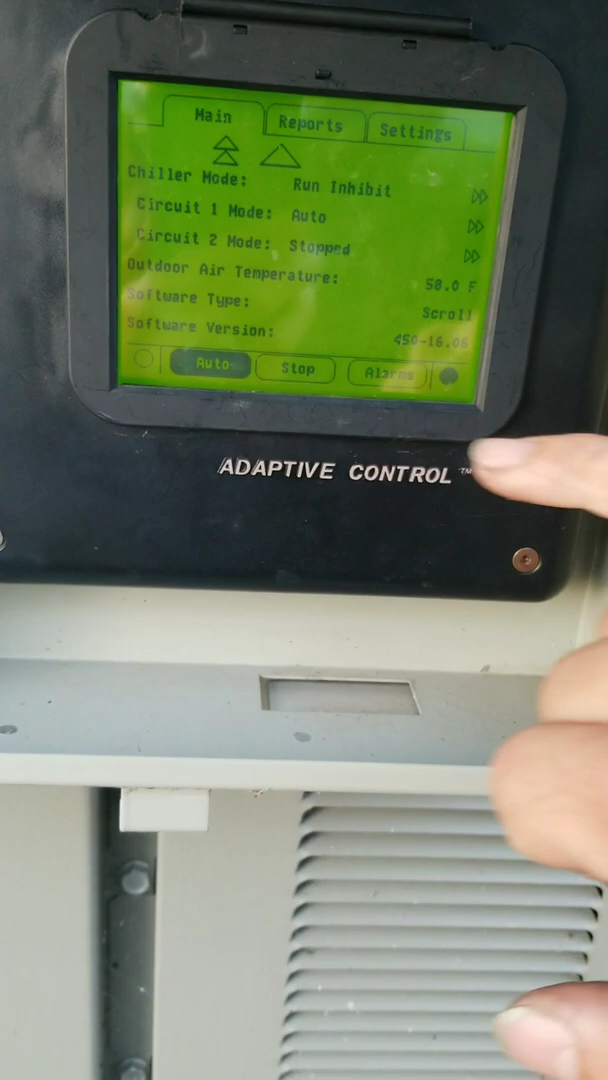 Main Reports Settings
Chiller Mode: Run Inhibit
Circuit 1 Mode: Auto
Circuit 2 Mode: Stopped
Outdoor Air Temperature: 58.0 F
Software Type: Scroll
Software Version: 450-16.06
Auto Stop Alarms
ADAPTIVE CONTROL™